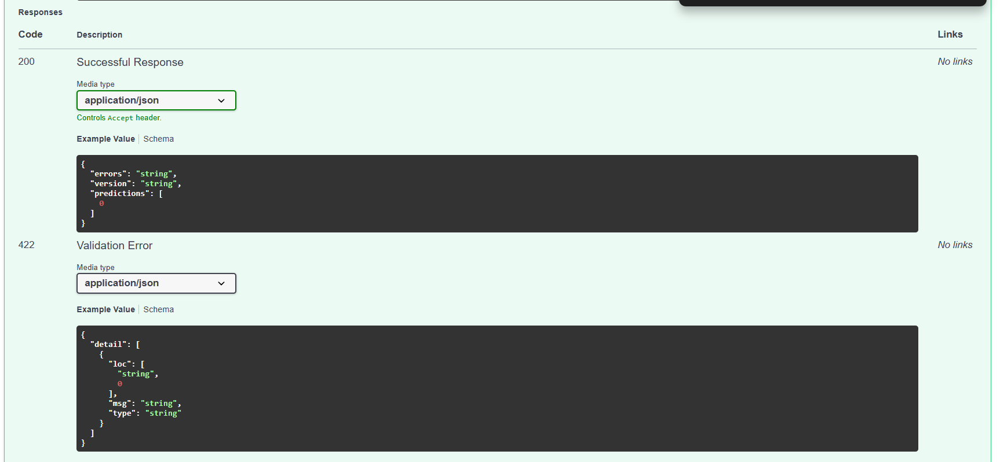 Responses
Code Description Links
200 Successful Response No links
Media type
application/json
Controls Accept header.
Example Value Schema
{
"errors": "string",
"version": "string",
"predictions": [
0
]
}
422 Validation Error No links
Media type
application/json
Example Value Schema
{
"detail": [
{
"loc": [
"string",
0
],
"msg": "string",
"type": "string"
}
]
}